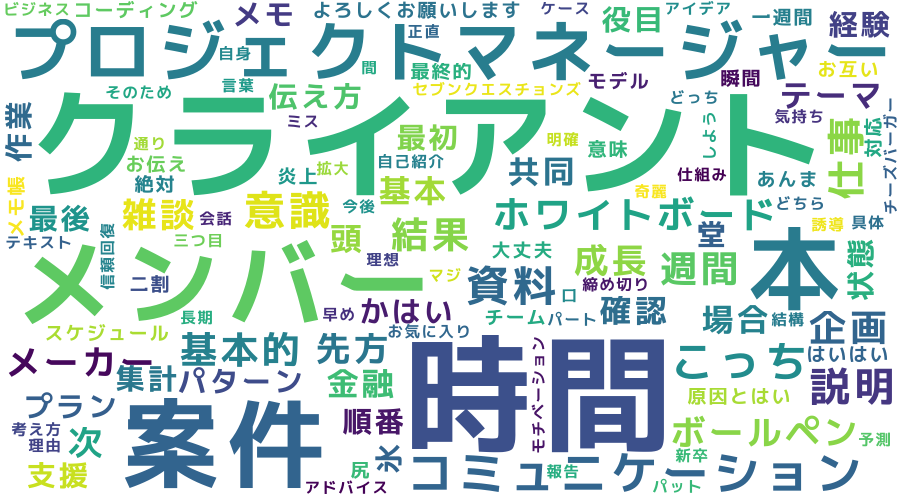 ビジネス
コーディング
メモ
よろしくお願いします
ケース
役目
アイデア
一週間
経験
プロジェクトマネージャー
自身
正直
間
最終的
モデル
瞬間
お互い
そのため
言葉
伝え方
セブンクエスチョンズ
どっち
テーマ
気持ち
クライアント
作業
ミス
最初
明確
意味
しよう
仕事
対応
チーズバーガー
通り
お伝え
絶対
炎上
拡大
自己紹介
共同
仕組み
あんま
基本
奇麗
どちら
メモ帳
最後
雑談
会話
意識
今後
ホワイトボード
誘導
具体
テキスト
信頼回復
三つ目
頭
結果
大丈夫
堂
本
状態
メンバー
二割
理想
マジ
資料
成長
週間
締め切り
口
確認
スケジュール
長期
早め
かはい
お気に入り
チーム
パート
場合
結構
企画
メーカー
基本的
先方
時間
モチベーション
こっち
はいはい
説明
集計
パターン
金融
原因とはい
プラン
案件
順番
ボールペン
考え方
理由
次
氷
予測
支援
尻
コミュニケーション
報告
新卒
アドバイス
パット